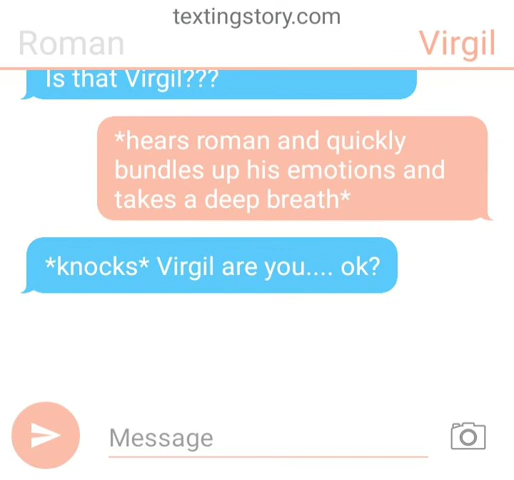 textingstory.com
Roman
Virgil
Is that Virgil???
*hears roman and quickly
bundles up his emotions and
takes a deep breath*
*knocks* Virgil are you.... ok?
Message